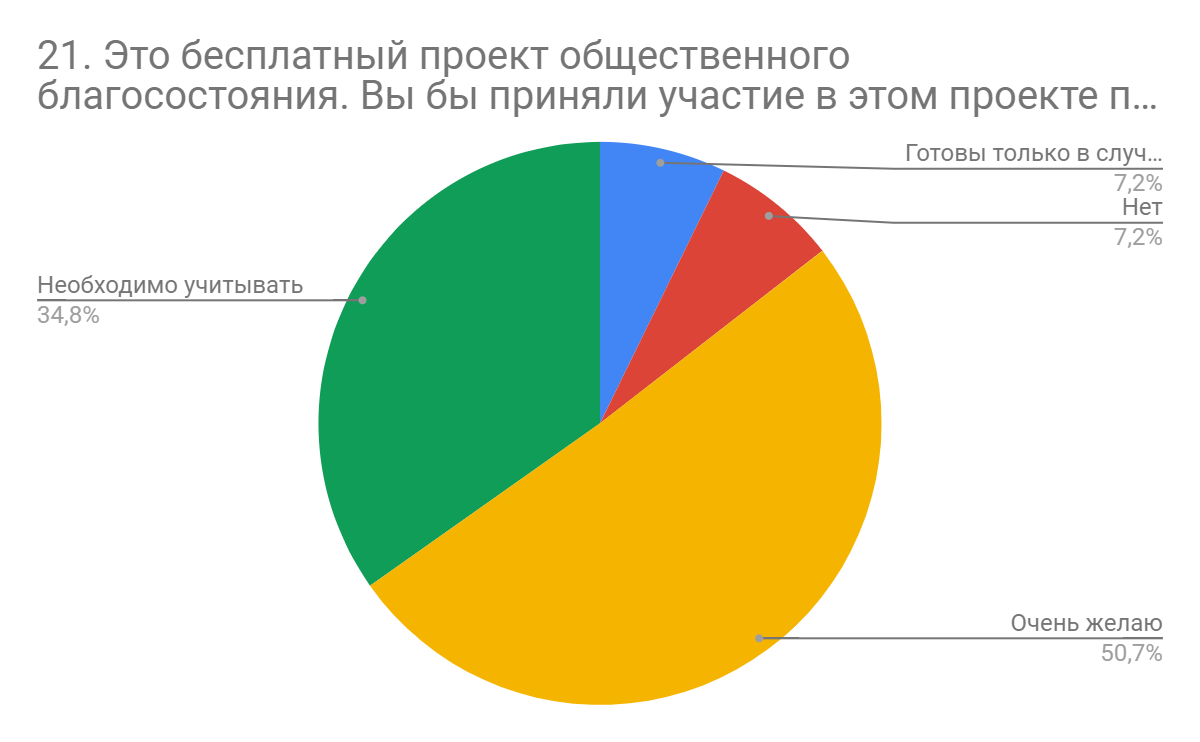 21. Это бесплатный проект общественного
благосостояния. Вы бы приняли участие в этом проекте п...
Готовы только в случ...
7,2%
Нет
7,2%
Необходимо учитывать
34,8%
Очень желаю
50,7%